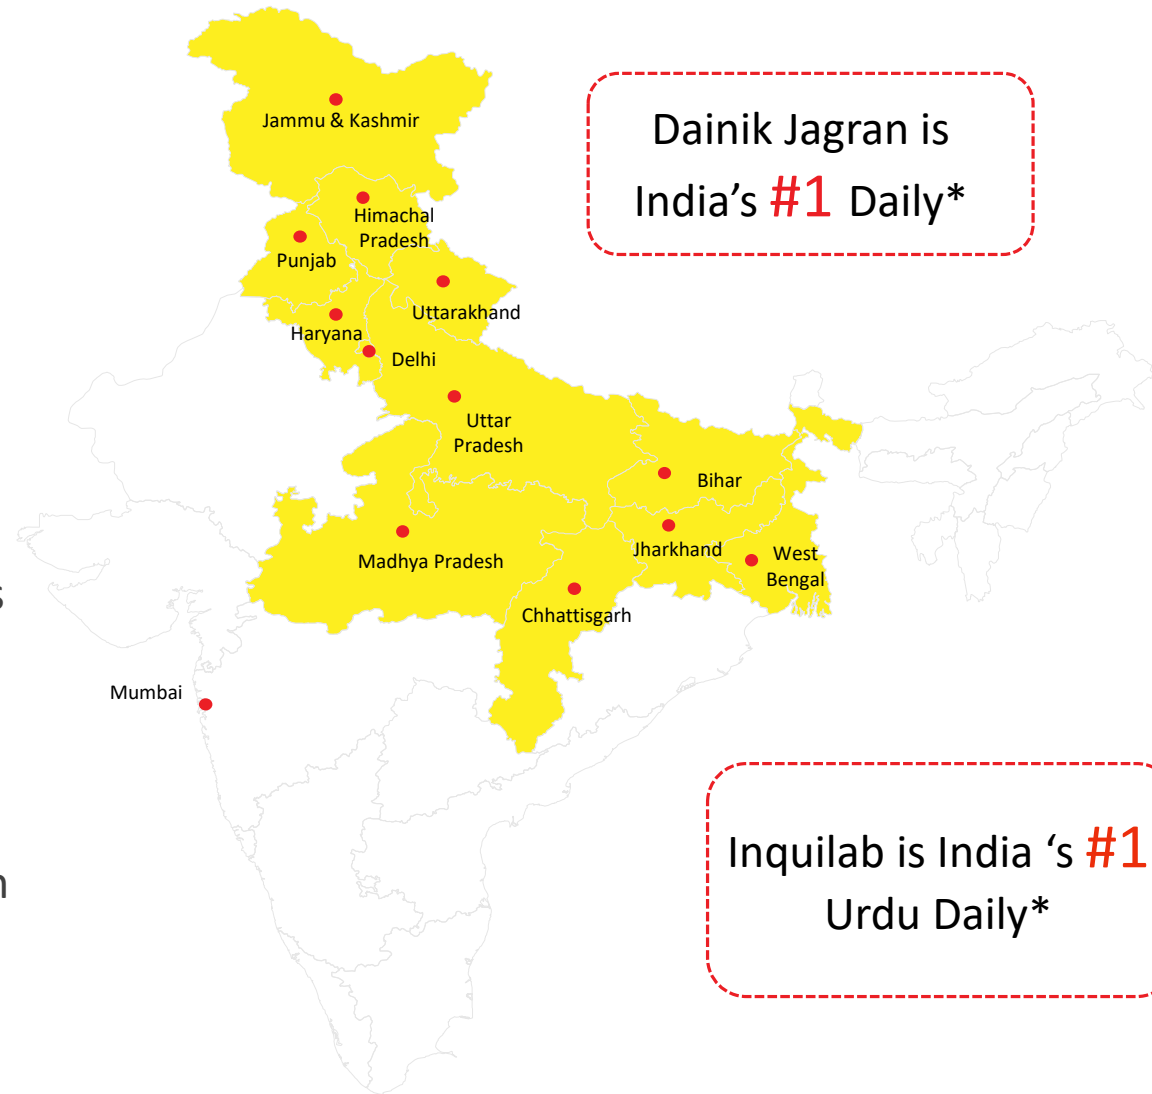 Jammu & Kashmir
Dainik Jagran is
India's #1 Daily*
Himachal
Pradesh
Punjab
Uttarakhand
Haryana
Delhi
Uttar
Pradesh
Bihar
Jharkhand
West
Bengal
Madhya Pradesh
Chhattisgarh
Mumbai
Inquilab is India ‘s #1
Urdu Daily*